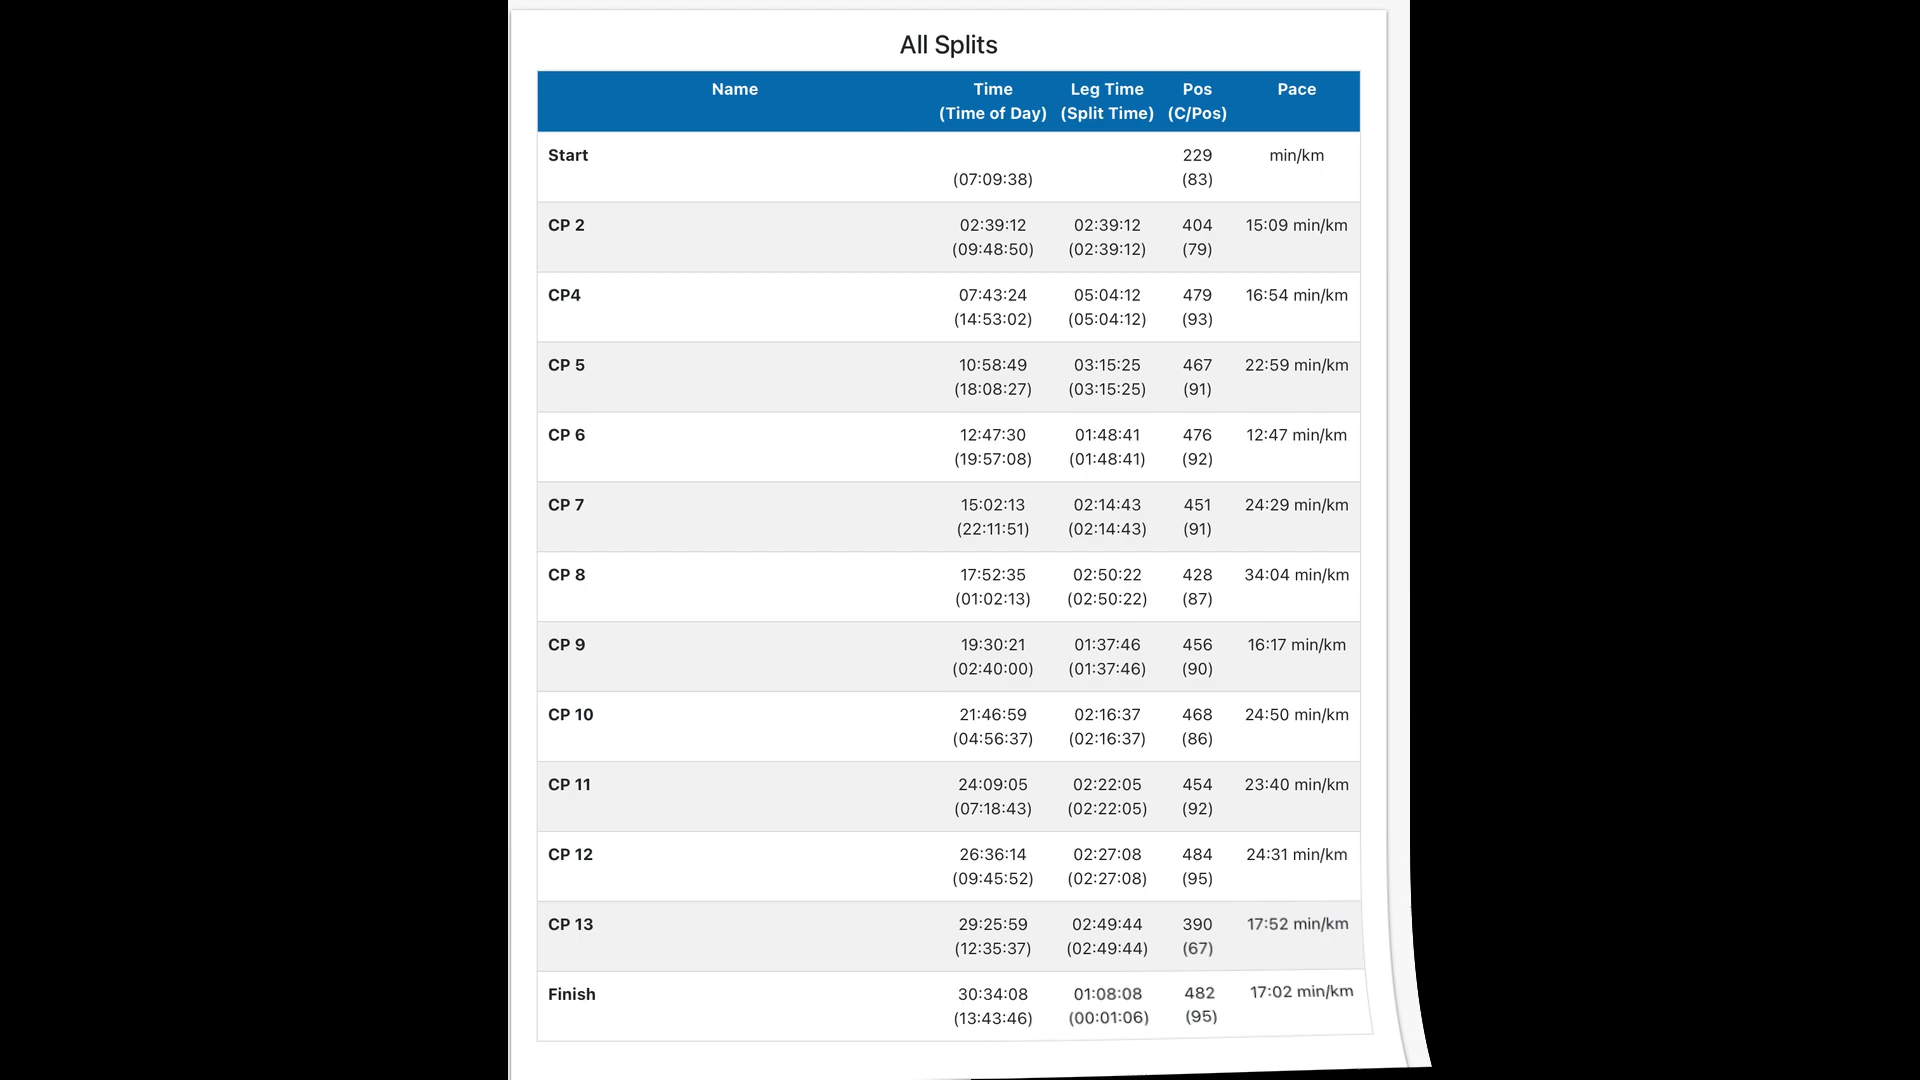 All Splits
Name Time Leg Time Pos Pace
(Time of Day) (Split Time) (C/Pos)
Start 229 min/km
(07:09:38) (83)
CP 2 02:39:12 02:39:12 404 15:09 min/km
(09:48:50) (02:39:12) (79)
CP4 07:43:24 05:04:12 479 16:54 min/km
(14:53:02) (05:04:12) (93)
CP 5 10:58:49 03:15:25 467 22:59 min/km
(18:08:27) (03:15:25) (91)
CP 6 12:47:30 01:48:41 476 12:47 min/km
(19:57:08) (01:48:41) (92)
CP 7 15:02:13 02:14:43 451 24:29 min/km
(22:11:51) (02:14:43) (91)
CP 8 17:52:35 02:50:22 428 34:04 min/km
(01:02:13) (02:50:22) (87)
CP 9 19:30:21 01:37:46 456 16:17 min/km
(02:40:00) (01:37:46) (90)
CP 10 21:46:59 02:16:37 468 24:50 min/km
(04:56:37) (02:16:37) (86)
CP 11 24:09:05 02:22:05 454 23:40 min/km
(07:18:43) (02:22:05) (92)
CP 12 26:36:14 02:27:08 484 24:31 min/km
(09:45:52) (02:27:08) (95)
CP 13 29:25:59 02:49:44 390 17:52 min/km
(12:35:37) (02:49:44) (67)
Finish 30:34:08 01:08:08 482 17:02 min/km
(13:43:46) (00:01:06) (95)